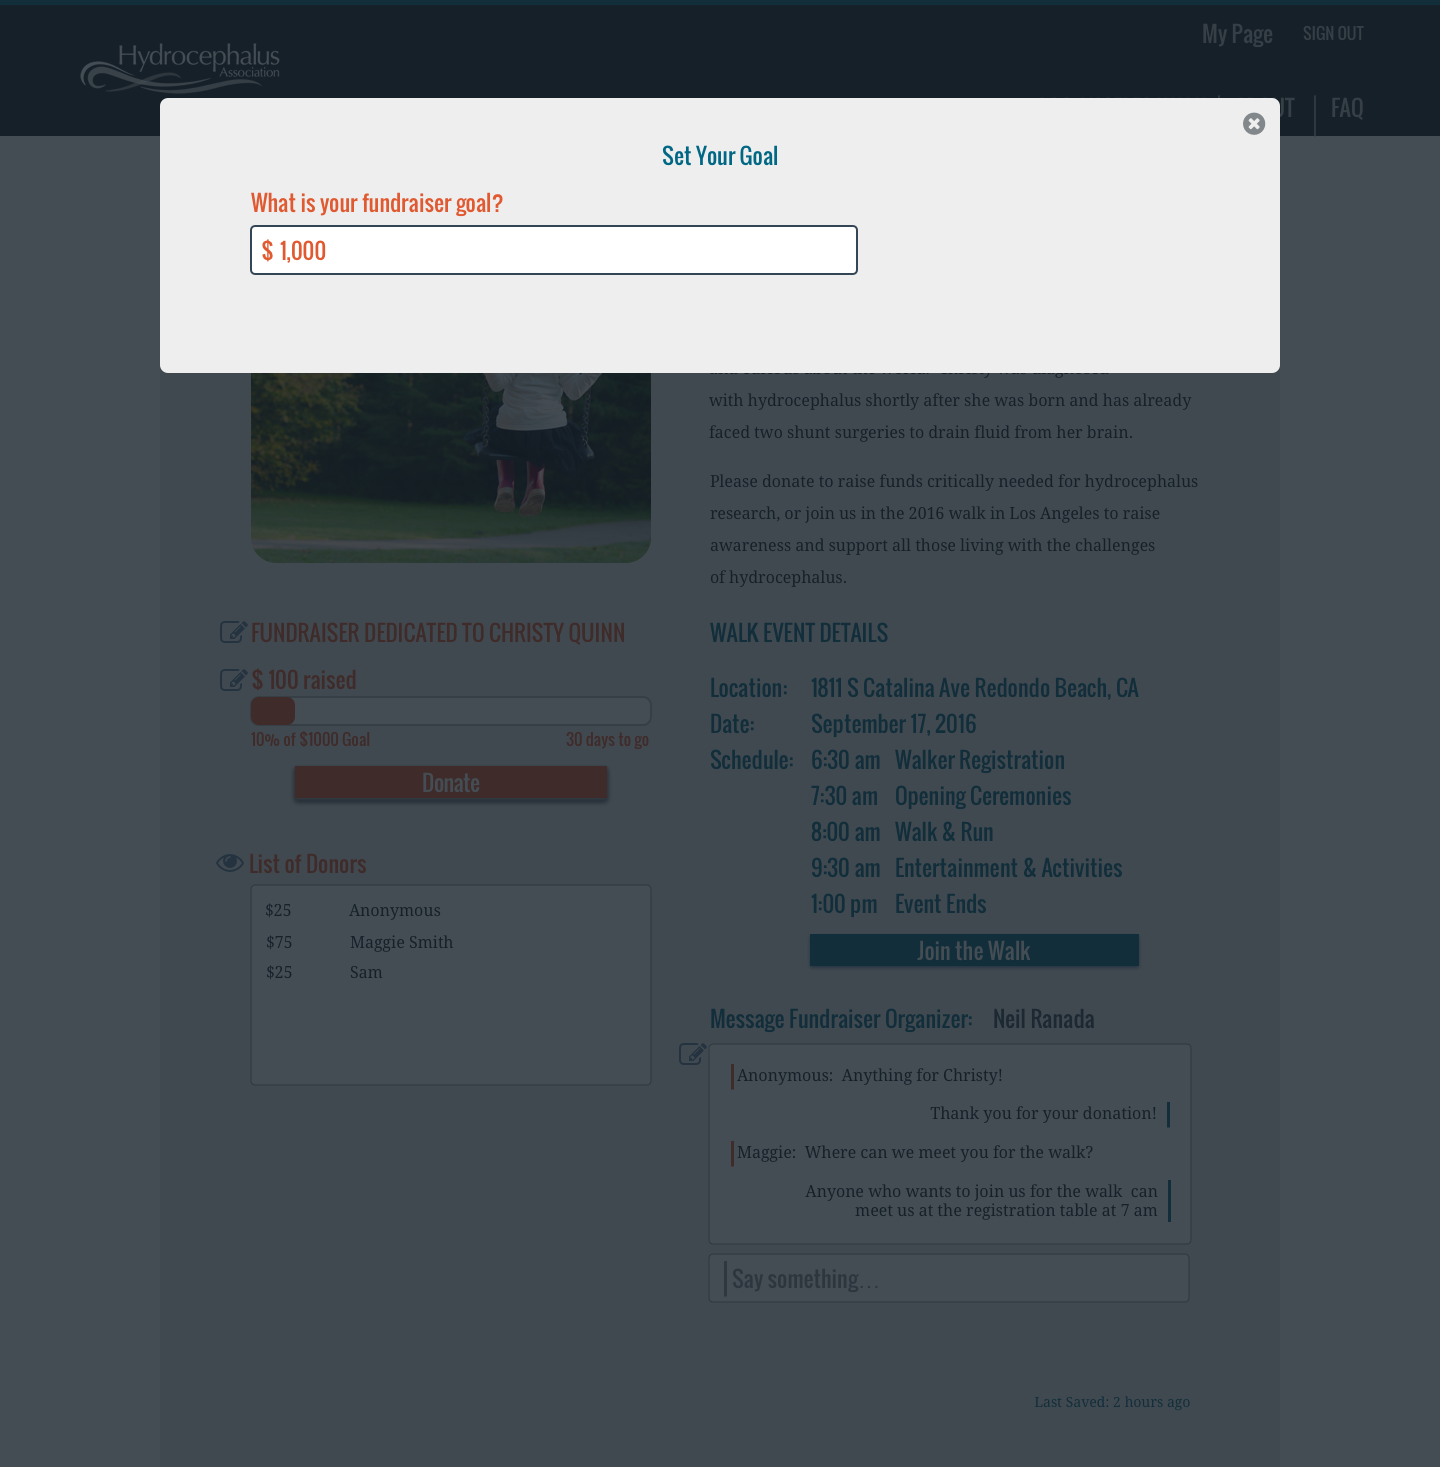 My Page SIGN OUT
Hydrocephalus
Association
FAQ
Set Your Goal
What is your fundraiser goal?
$ 1,000
with hydrocephalus shortly after she was born and has already
faced two shunt surgeries to drain fluid from her brain.
Please donate to raise funds critically needed for hydrocephalus
research, or join us in the 2016 walk in Los Angeles to raise
awareness and support all those living with the challenges
of hydrocephalus.
FUNDRAISER DEDICATED TO CHRISTY QUINN
$ 100 raised
10% of $1000 Goal 30 days to go
Donate
List of Donors
$25 Anonymous
$75 Maggie Smith
$25 Sam
WALK EVENT DETAILS
Location: 1811 S Catalina Ave Redondo Beach, CA
Date: September 17, 2016
Schedule: 6:30 am Walker Registration
7:30 am Opening Ceremonies
8:00 am Walk & Run
9:30 am Entertainment & Activities
1:00 pm Event Ends
Join the Walk
Message Fundraiser Organizer: Neil Ranada
Anonymous: Anything for Christy!
Thank you for your donation!
Maggie: Where can we meet you for the walk?
Anyone who wants to join us for the walk can
meet us at the registration table at 7 am
Say something...
Last Saved: 2 hours ago